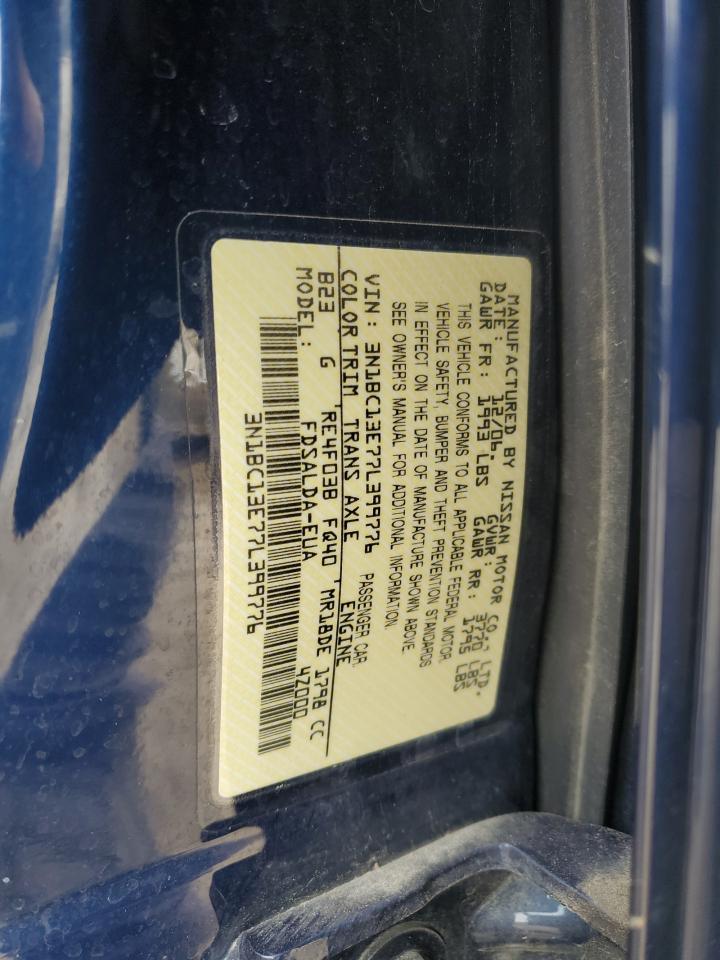 MANUFACTURED BY NISSAN MOTOR CO., LTD.
DATE: 12/06. GVWR: 3770 LBS
GAWR FR: 1993 LBS GAWR RR: 1795 LBS
THIS VEHICLE CONFORMS TO ALL APPLICABLE FEDERAL MOTOR
VEHICLE SAFETY, BUMPER AND THEFT PREVENTION STANDARDS
IN EFFECT ON THE DATE OF MANUFACTURE SHOWN ABOVE.
SEE OWNER'S MANUAL FOR ADDITIONAL INFORMATION.
VIN: 3N1BC13E77L399776 PASSENGER CAR.
COLOR TRIM TRANS AXLE ENGINE
B23 G RE4F03B FQ40 MR18DE 1798 CC
MODEL: FDSALDA-EUA 47000
3N1BC13E77L399776